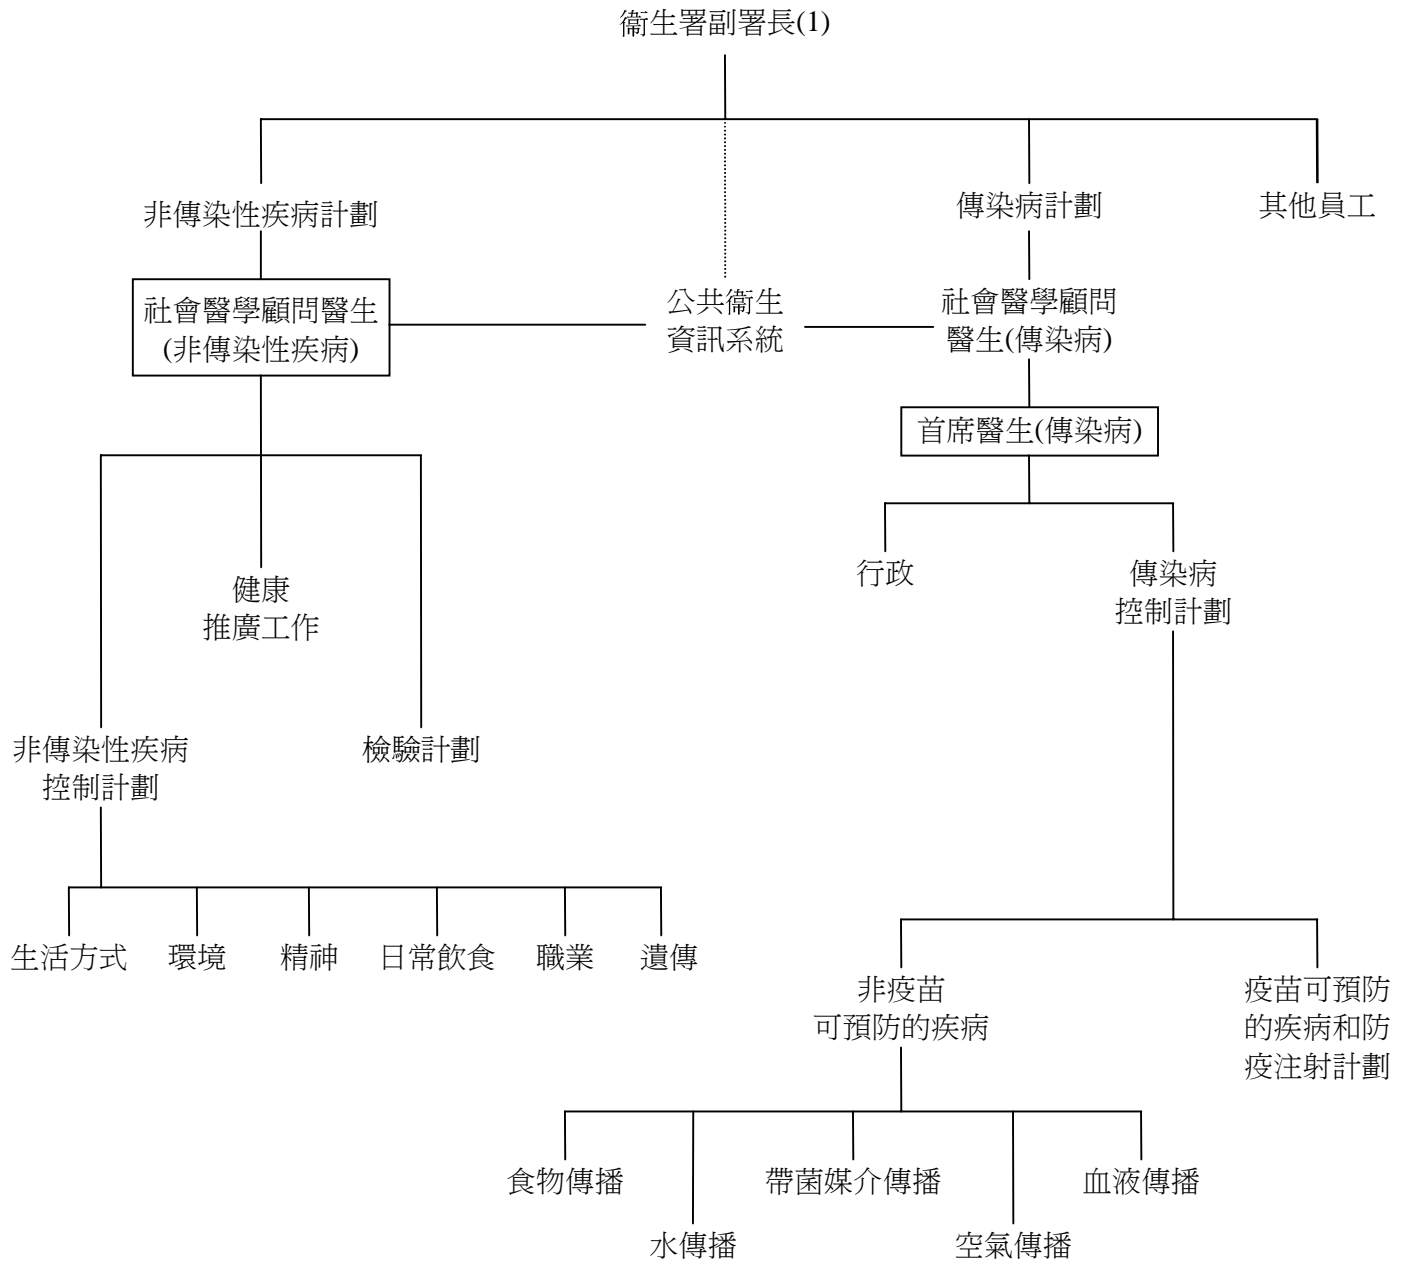 衞生署副署長(1)
非傳染性疾病計劃
傳染病計劃
其他員工
社會醫學顧問醫生
(非傳染性疾病)
公共衞生
資訊系統
社會醫學顧問
醫生(傳染病)
首席醫生(傳染病)
行政
傳染病
控制計劃
健康
推廣工作
非傳染性疾病
控制計劃
檢驗計劃
生活方式
環境
精神
日常飲食
職業
遺傳
非疫苗
可預防的疾病
疫苗可預防
的疾病和防
疫注射計劃
食物傳播
帶菌媒介傳播
血液傳播
水傳播
空氣傳播